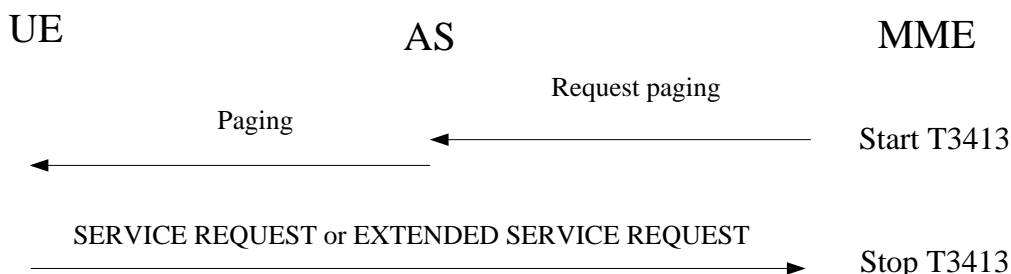 UE
AS
MME
Request paging
Paging
Start T3413
SERVICE REQUEST or EXTENDED SERVICE REQUEST
Stop T3413